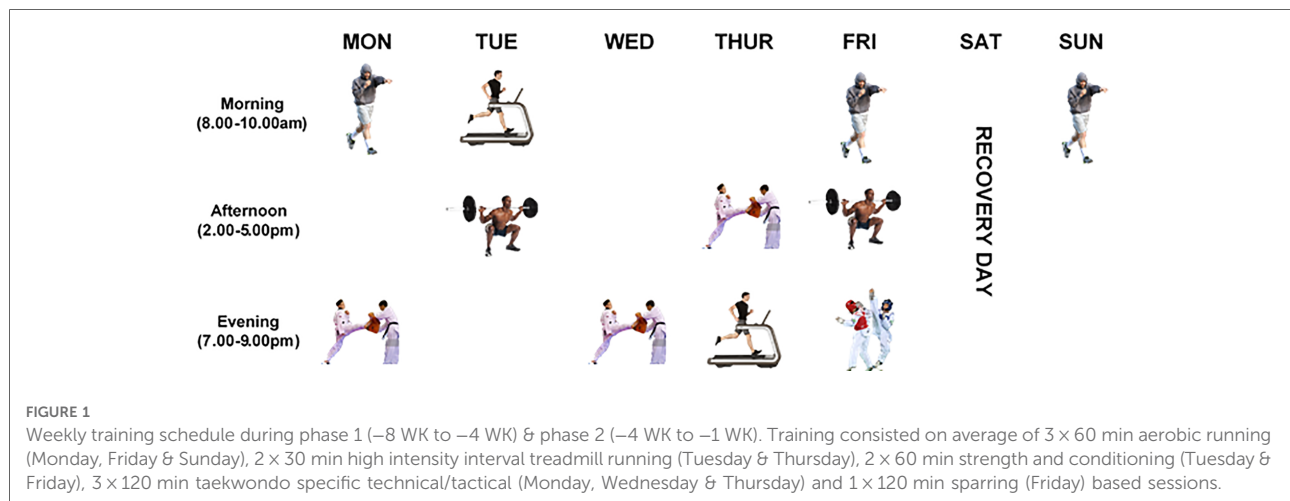 MON TUE WED THUR FRI SAT SUN
Morning
(8.00-10.00am)
Afternoon
(2.00-5.00pm)
RECOVERY DAY
Evening
(7.00-9.00pm)
FIGURE 1
Weekly training schedule during phase 1 (−8 WK to −4 WK) & phase 2 (−4 WK to −1 WK). Training consisted on average of 3 × 60 min aerobic running
(Monday, Friday & Sunday), 2 × 30 min high intensity interval treadmill running (Tuesday & Thursday), 2 × 60 min strength and conditioning (Tuesday &
Friday), 3 × 120 min taekwondo specific technical/tactical (Monday, Wednesday & Thursday) and 1 × 120 min sparring (Friday) based sessions.